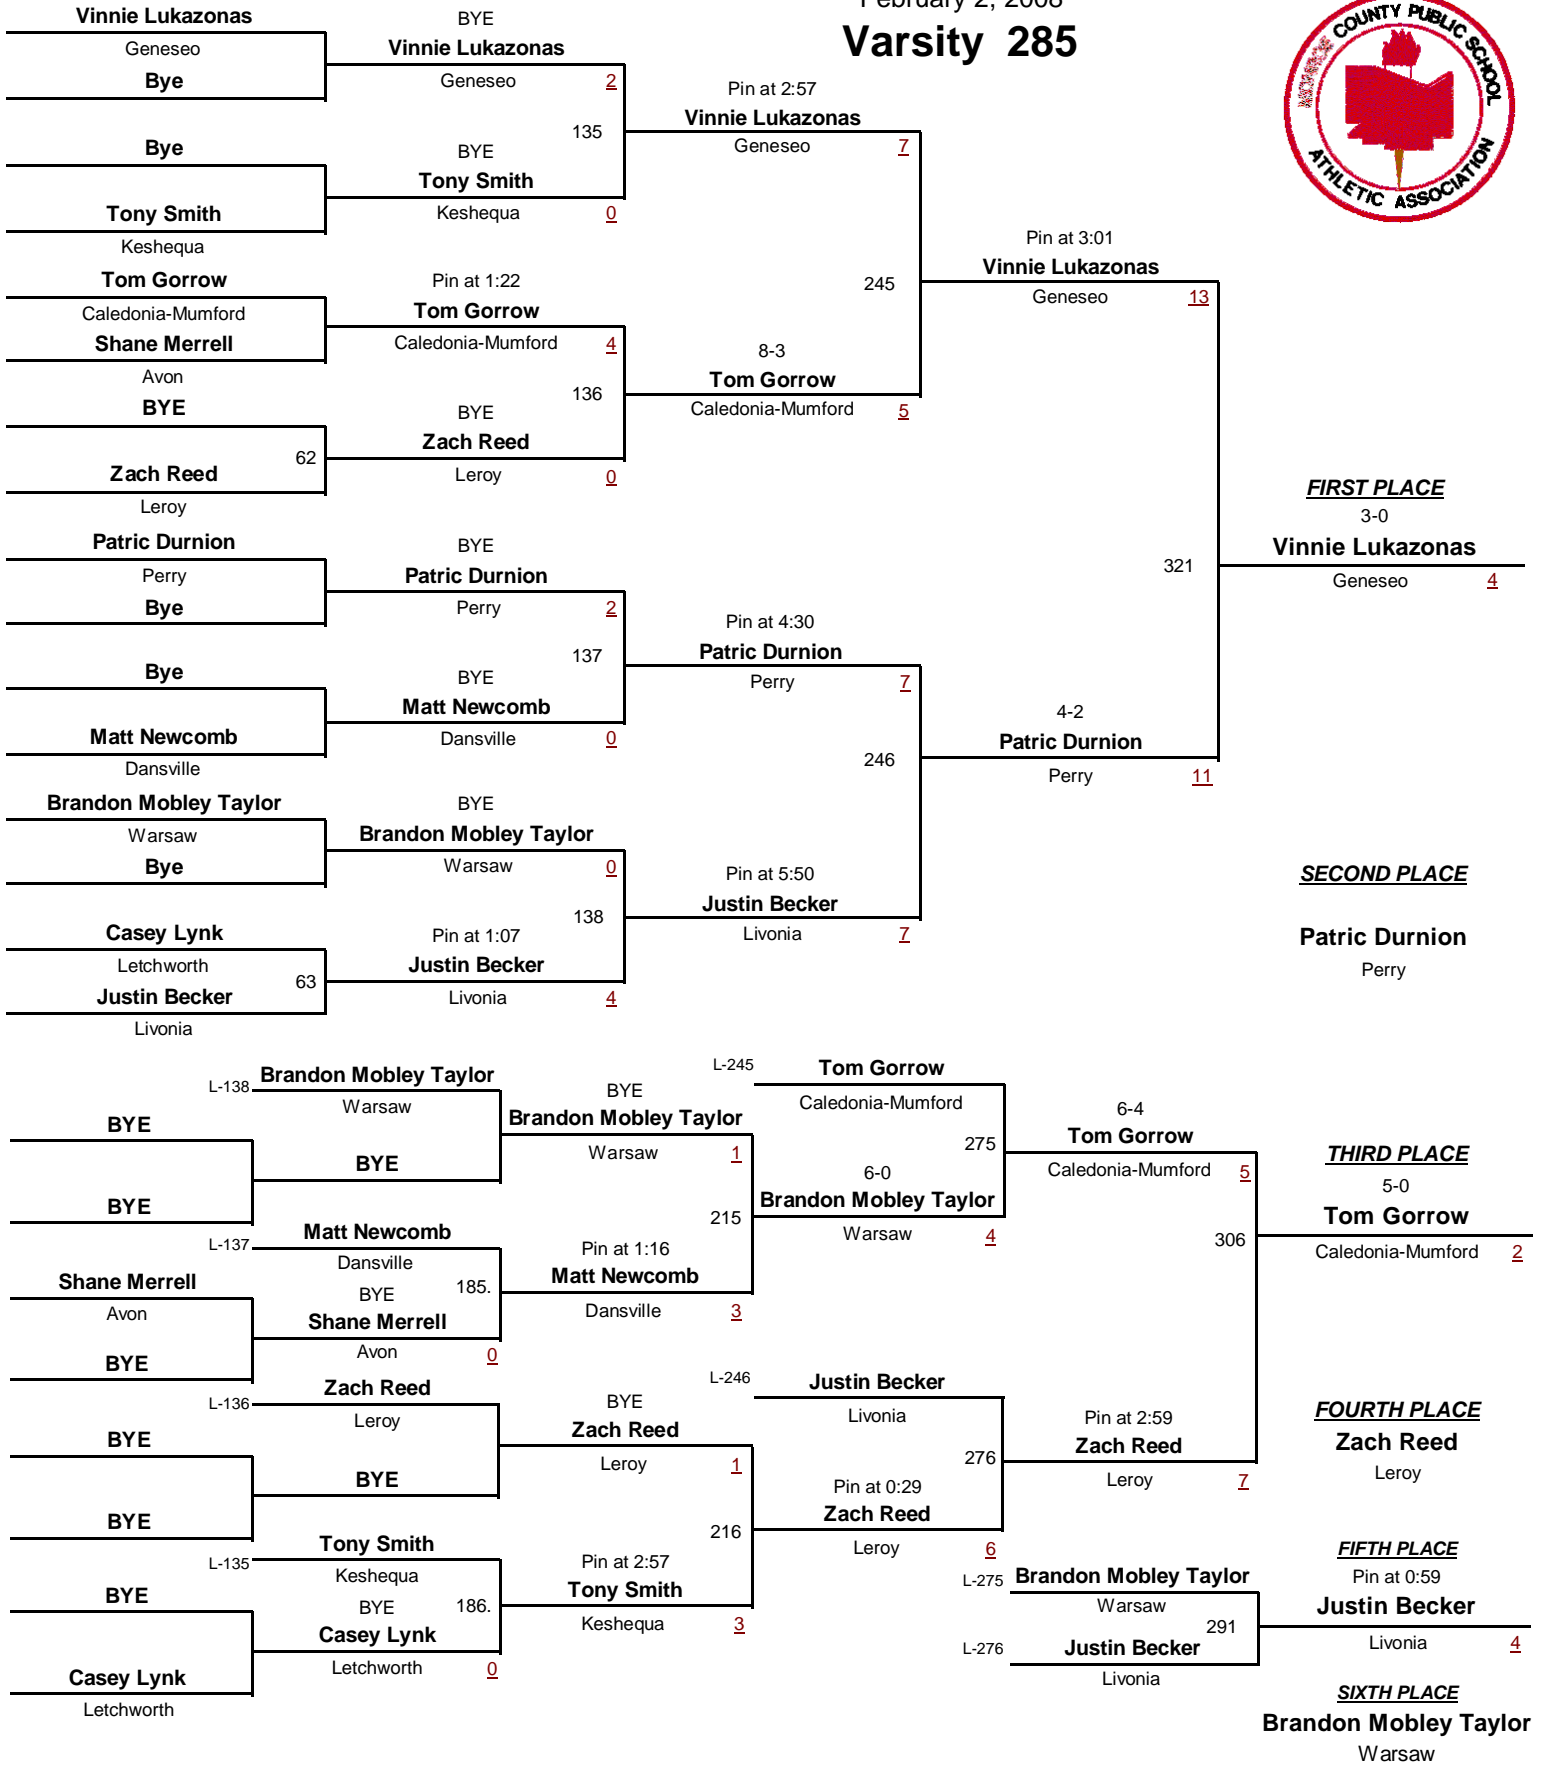 February 2, 2008
Varsity 285
COUNTY PUBLIC SCHOOL
ATHLETIC ASSOCIATION
Vinnie Lukazonas
Geneseo
Bye
Bye
Tony Smith
Keshequa
Tom Gorrow
Caledonia-Mumford
Shane Merrell
Avon
BYE
62
Zach Reed
Leroy
Patric Durnion
Perry
Bye
Bye
Matt Newcomb
Dansville
Brandon Mobley Taylor
Warsaw
Bye
Casey Lynk
Letchworth
63
Justin Becker
Livonia
BYE
Vinnie Lukazonas
Geneseo 2
135
BYE
Tony Smith
Keshequa 0
Pin at 1:22
Tom Gorrow
Caledonia-Mumford 4
136
BYE
Zach Reed
Leroy 0
BYE
Patric Durnion
Perry 2
137
BYE
Matt Newcomb
Dansville 0
BYE
Brandon Mobley Taylor
Warsaw 0
138
Pin at 1:07
Justin Becker
Livonia 4
Pin at 2:57
Vinnie Lukazonas
Geneseo 7
245
8-3
Tom Gorrow
Caledonia-Mumford 5
Pin at 4:30
Patric Durnion
Perry 7
246
Pin at 5:50
Justin Becker
Livonia 7
Pin at 3:01
Vinnie Lukazonas
Geneseo 13
321
4-2
Patric Durnion
Perry 11
FIRST PLACE
3-0
Vinnie Lukazonas
Geneseo 4
SECOND PLACE
Patric Durnion
Perry
BYE
BYE
Shane Merrell
Avon
BYE
BYE
BYE
BYE
Casey Lynk
Letchworth
L-138 Brandon Mobley Taylor
Warsaw
BYE
L-137 Matt Newcomb
Dansville
185.
BYE
Shane Merrell
Avon 0
L-136 Zach Reed
Leroy
BYE
L-135 Tony Smith
Keshequa
186.
BYE
Casey Lynk
Letchworth 0
BYE
Brandon Mobley Taylor
Warsaw 1
215
Pin at 1:16
Matt Newcomb
Dansville 3
BYE
Zach Reed
Leroy 1
216
Pin at 2:57
Tony Smith
Keshequa 3
L-245 Tom Gorrow
Caledonia-Mumford
275
6-0
Brandon Mobley Taylor
Warsaw 4
L-246 Justin Becker
Livonia
276
Pin at 0:29
Zach Reed
Leroy 6
6-4
Tom Gorrow
Caledonia-Mumford 5
306
Pin at 2:59
Zach Reed
Leroy 7
L-275 Brandon Mobley Taylor
Warsaw
291
L-276 Justin Becker
Livonia
THIRD PLACE
5-0
Tom Gorrow
Caledonia-Mumford 2
FOURTH PLACE
Zach Reed
Leroy
FIFTH PLACE
Pin at 0:59
Justin Becker
Livonia 4
SIXTH PLACE
Brandon Mobley Taylor
Warsaw